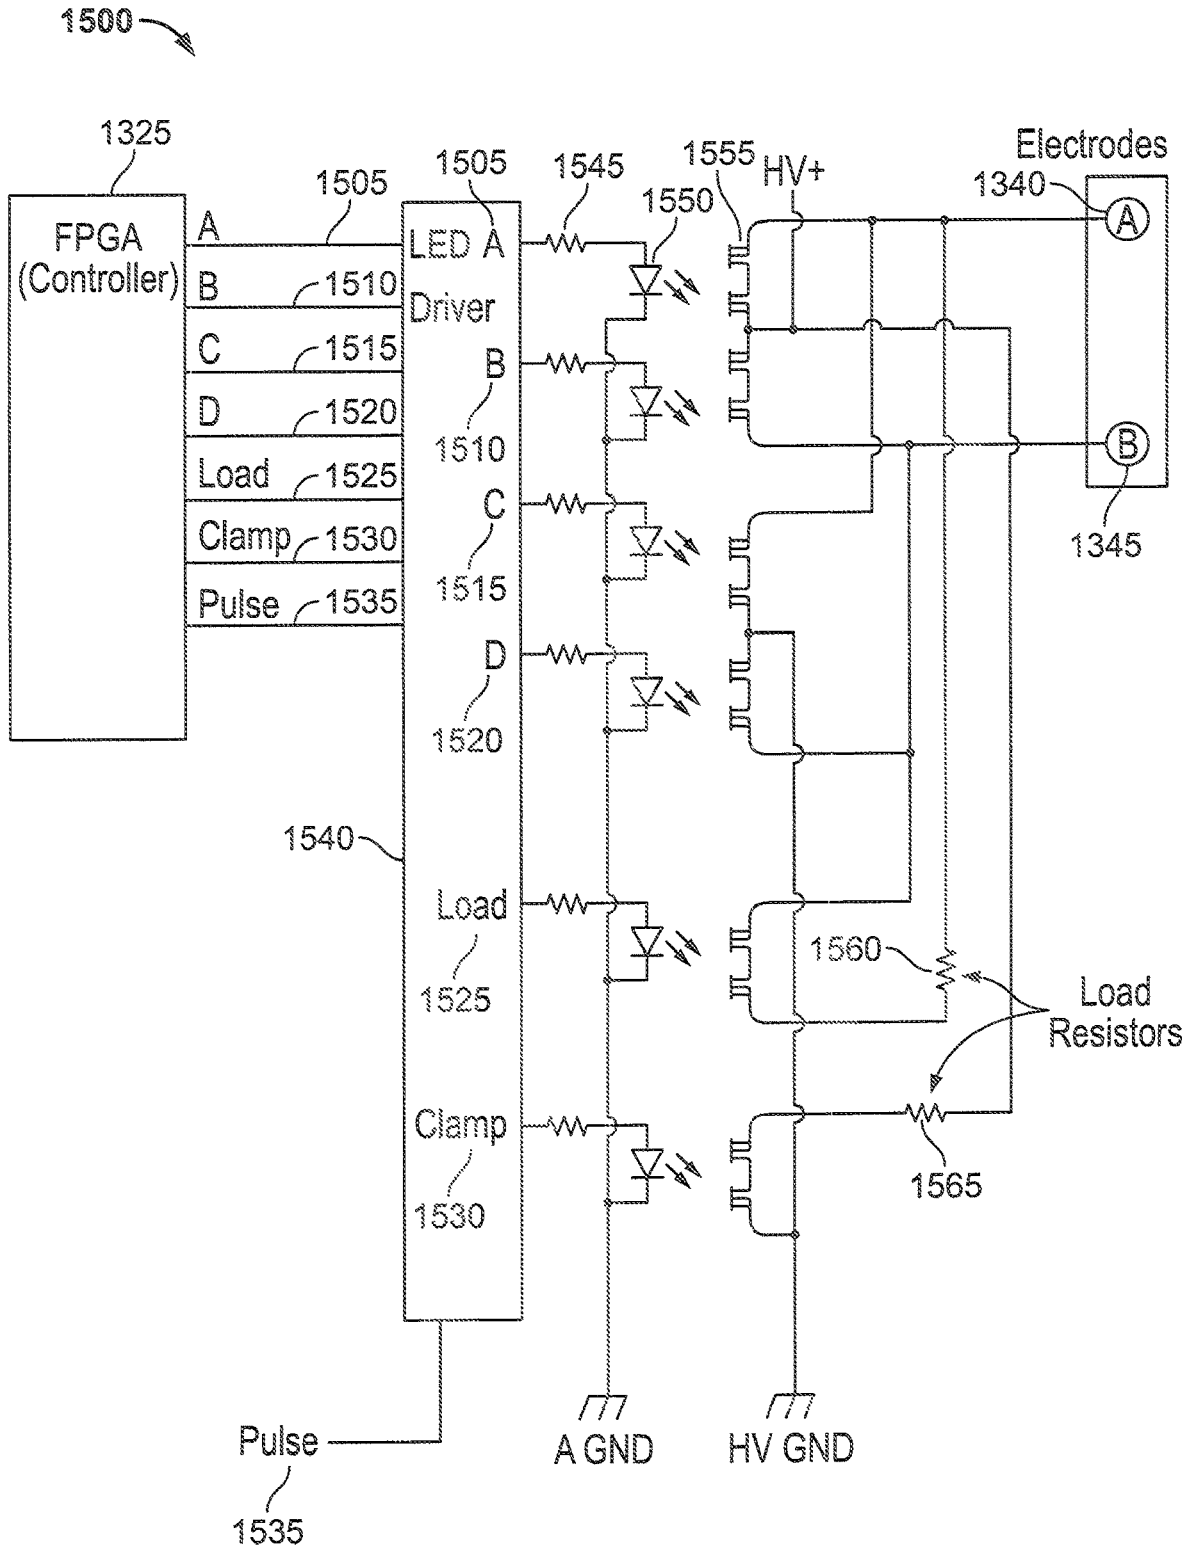 1500
1325
FPGA
(Controller)
A
1505
B
1510
C
1515
D
1520
Load
1525
Clamp
1530
Pulse
1535
1505
LED A
Driver
B
1510
C
1515
D
1520
1540
Load
1525
Clamp
1530
Pulse
1535
1545
1550
1555
HV+
Electrodes
1340
A
B
1345
1560
Load
Resistors
1565
A GND
HV GND